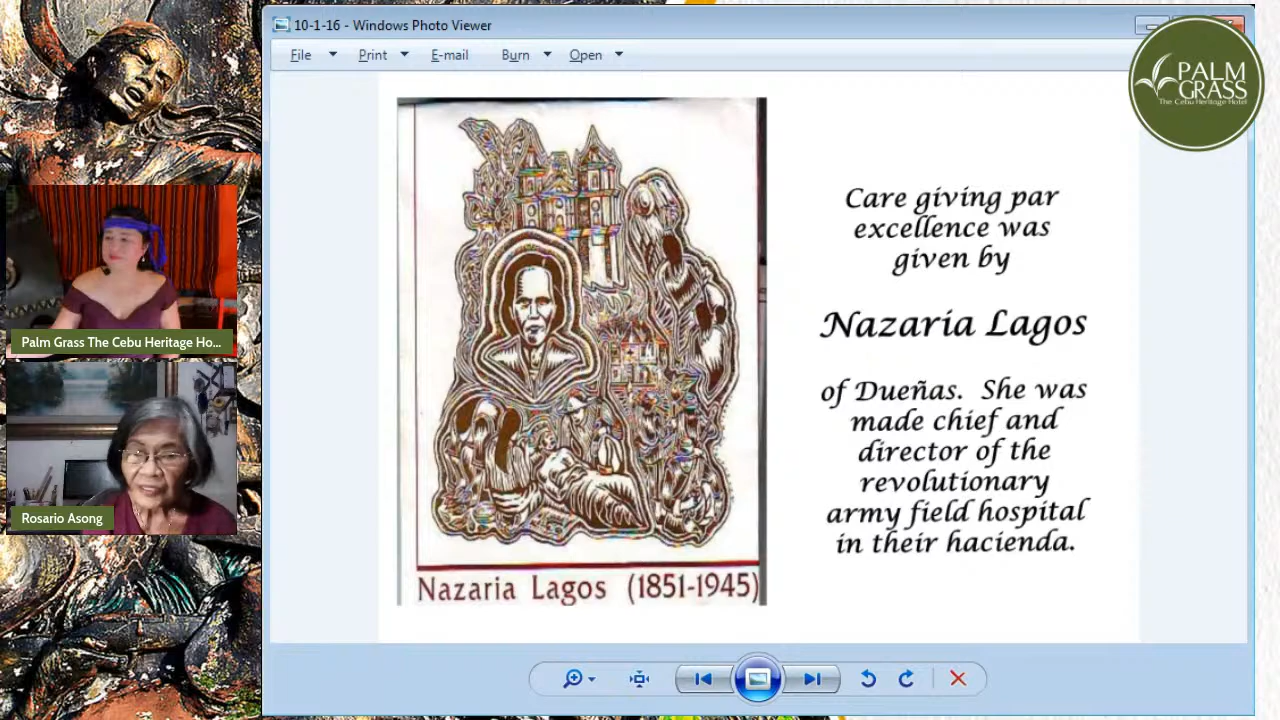 10-1-16 - Windows Photo Viewer
File Print E-mail Burn Open
PALM
GRASS
The Cebu Heritage Hotel
Care giving par
excellence was
given by
Nazaria Lagos
of Dueñas. She was
made chief and
director of the
revolutionary
army field hospital
in their hacienda.
Nazaria Lagos (1851-1945)
Palm Grass The Cebu Heritage Ho...
Rosario Asong